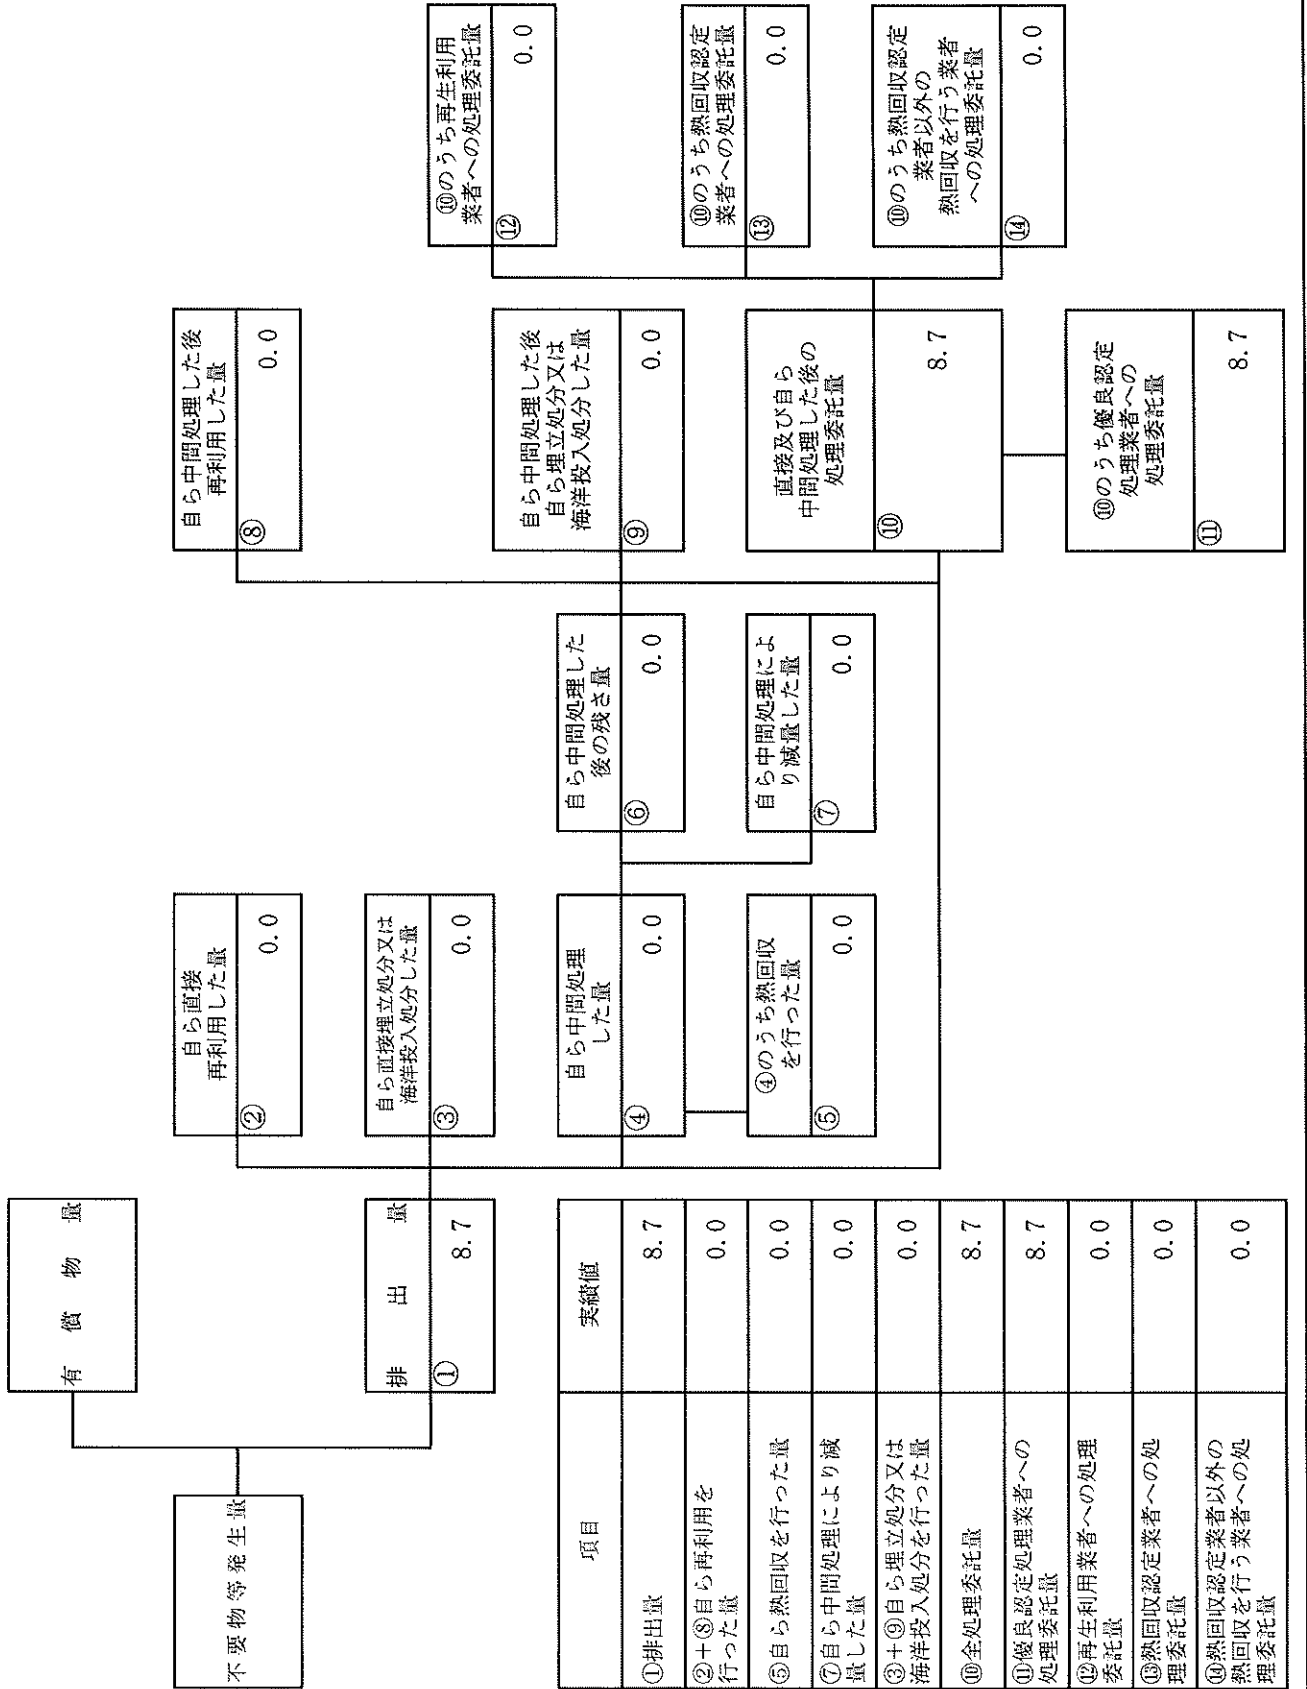 不要物等発生量
有償物量
排出量
① 8.7
自ら直接
再利用した量
② 0.0
自ら直接埋立処分又は
海洋投入処分した量
③ 0.0
自ら中間処理
した量
④ 0.0
④のうち熱回収
を行った量
⑤ 0.0
自ら中間処理した
後の残さ量
⑥ 0.0
自ら中間処理によ
り減量した量
⑦ 0.0
自ら中間処理した後
再利用した量
⑧ 0.0
自ら中間処理した後
自ら埋立処分又は
海洋投入処分した量
⑨ 0.0
直接及び自ら
中間処理した後の
処理委託量
⑩ 8.7
⑩のうち優良認定
処理業者への
処理委託量
⑪ 8.7
⑩のうち再生利用
業者への処理委託量
⑫ 0.0
⑩のうち熱回収認定
業者への処理委託量
⑬ 0.0
⑩のうち熱回収認定
業者以外の
熱回収を行う業者
への処理委託量
⑭ 0.0
項目 実績値
①排出量 8.7
②+⑧自ら再利用を
行った量 0.0
⑤自ら熱回収を行った量 0.0
⑦自ら中間処理により減
量した量 0.0
③+⑨自ら埋立処分又は
海洋投入処分を行った量 0.0
⑩全処理委託量 8.7
⑪優良認定処理業者への
処理委託量 8.7
⑫再生利用業者への処理
委託量 0.0
⑬熱回収認定業者への処
理委託量 0.0
⑭熱回収認定業者以外の
熱回収を行う業者への処
理委託量 0.0